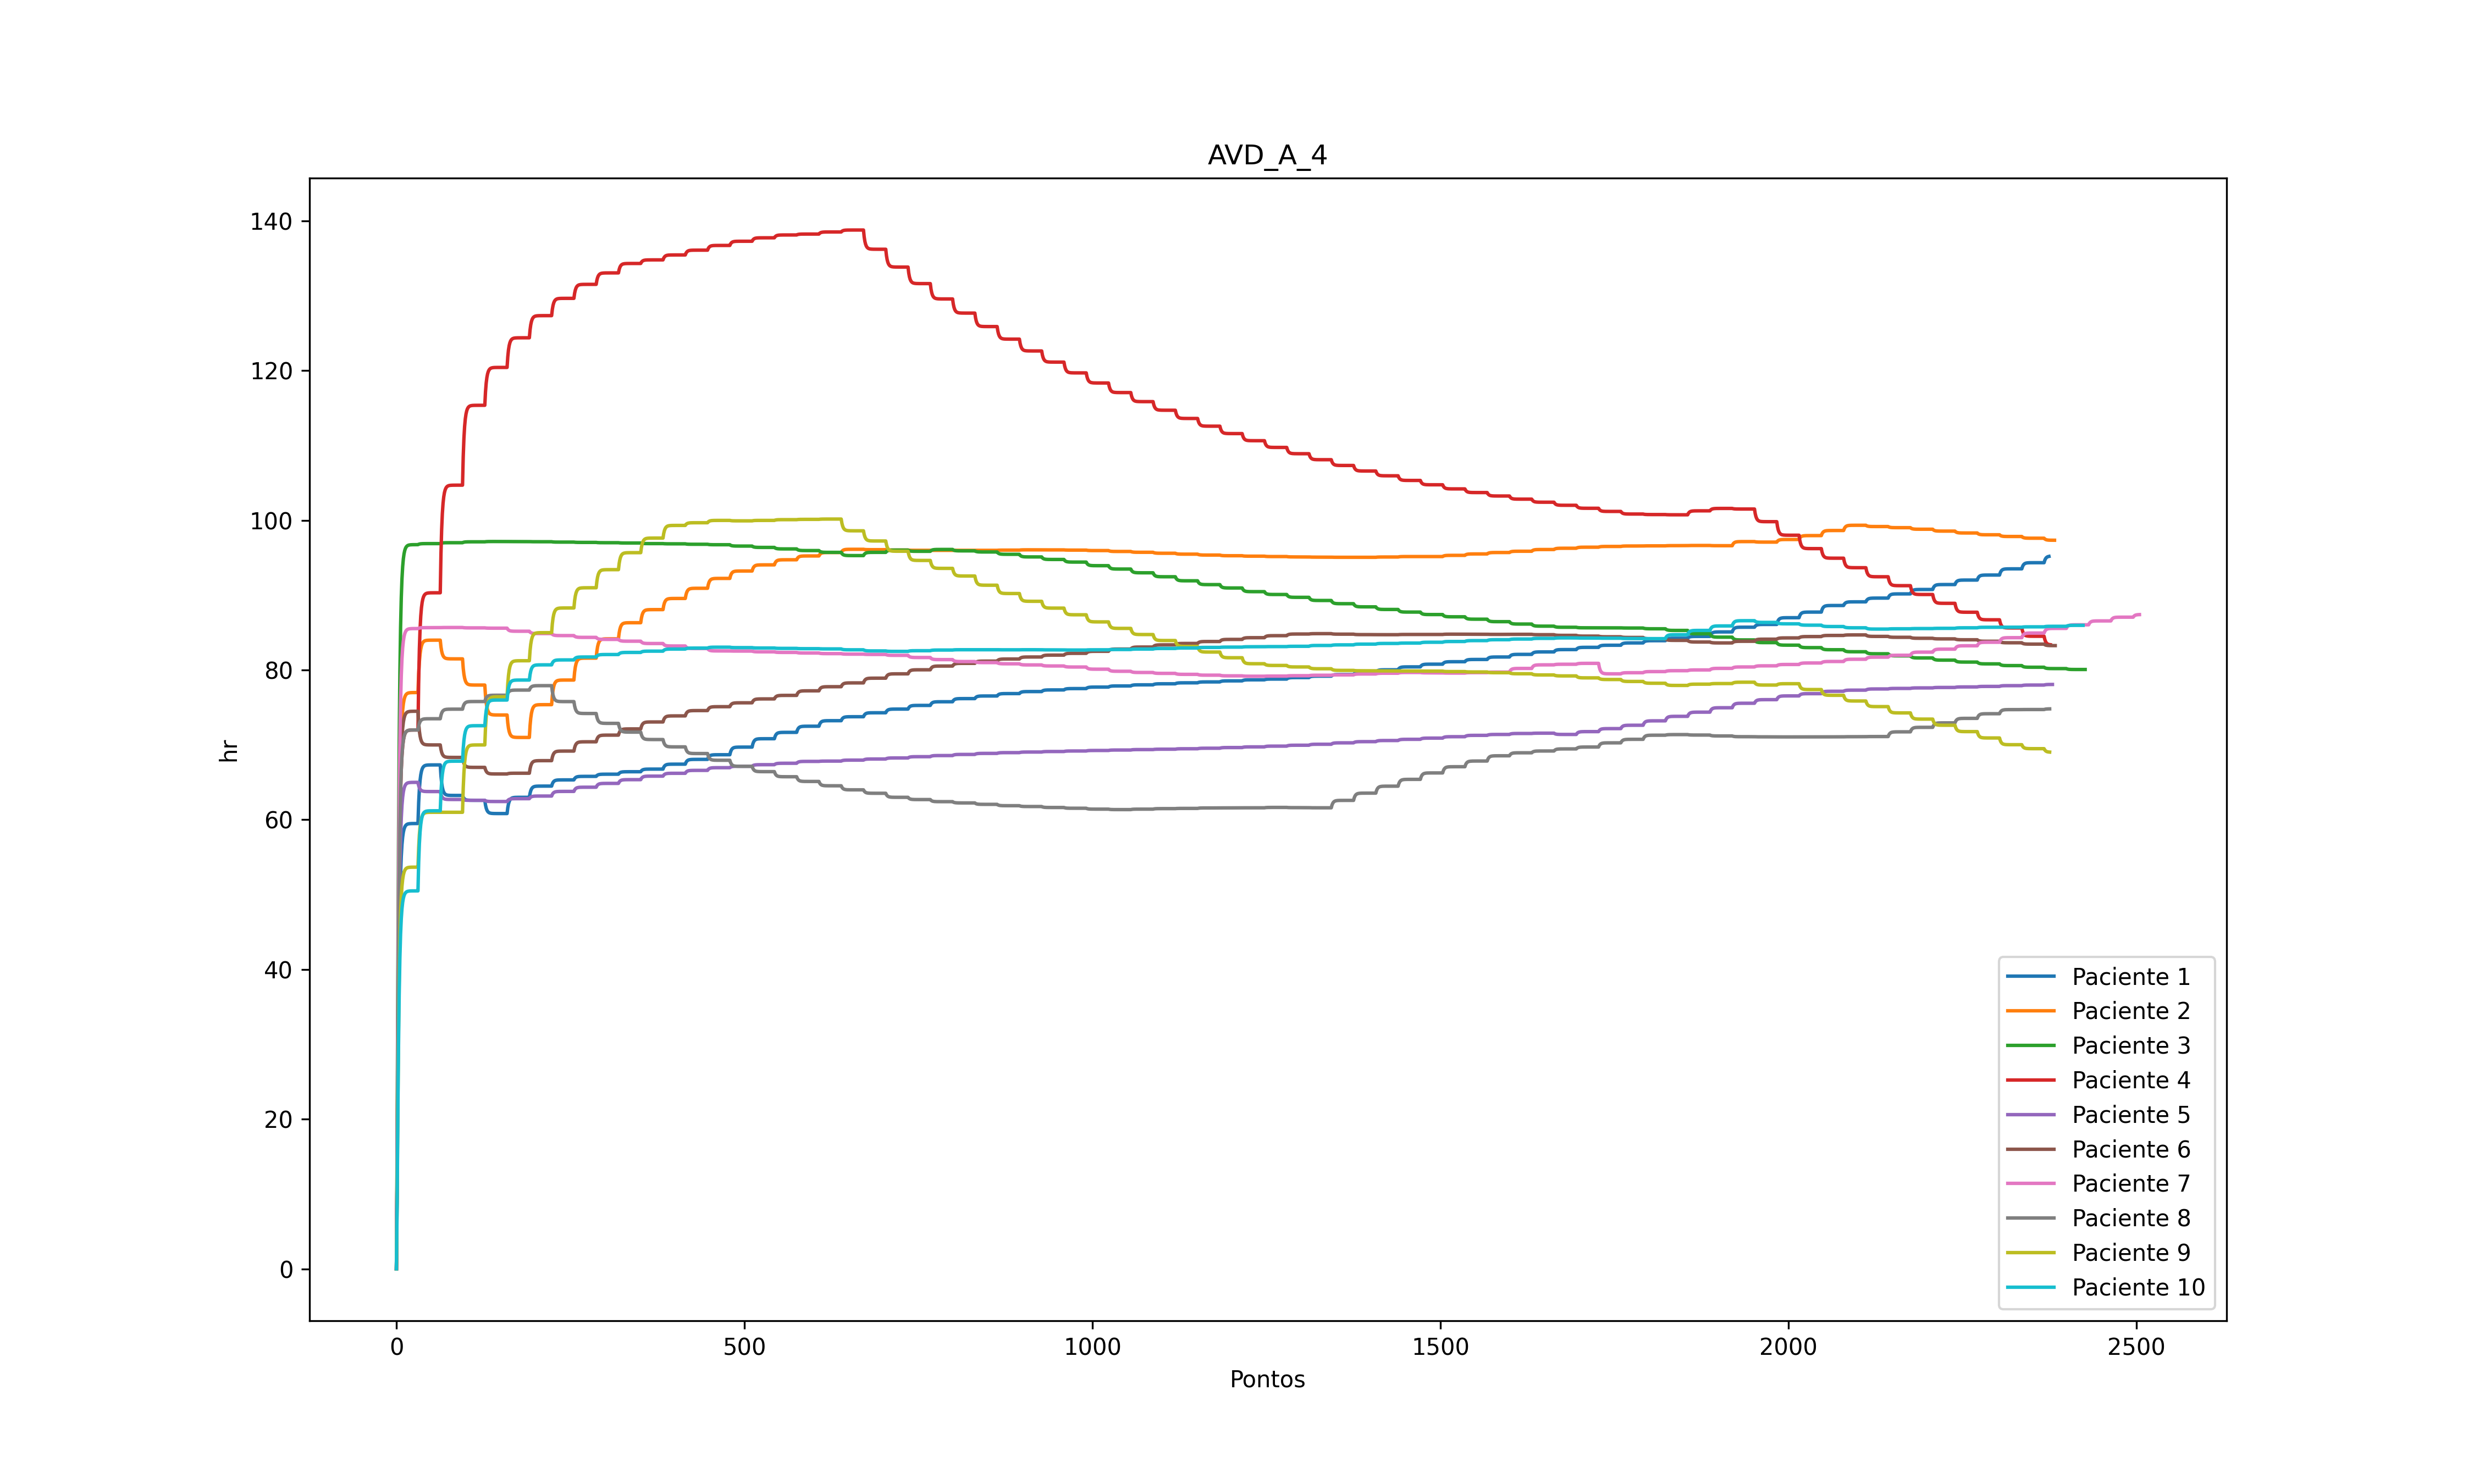 AVD_A_4
hr
140
120
100
80
60
40
20
0
0 500 1000 1500 2000 2500
Pontos
Paciente 1
Paciente 2
Paciente 3
Paciente 4
Paciente 5
Paciente 6
Paciente 7
Paciente 8
Paciente 9
Paciente 10